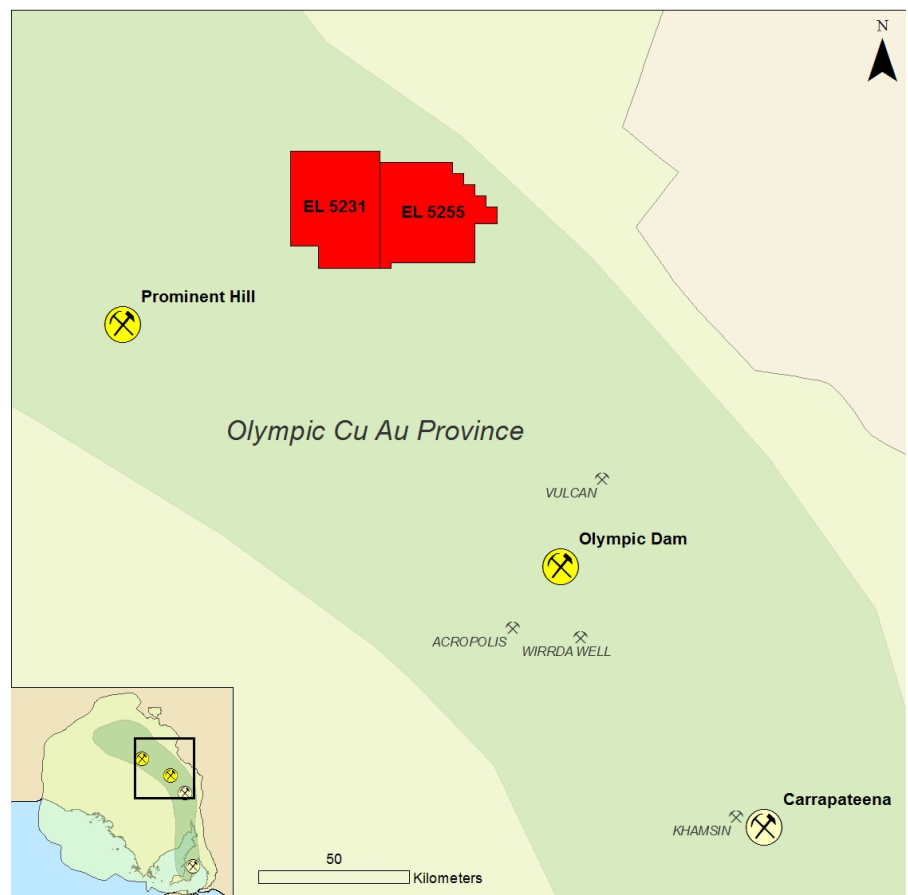 N
EL 5231
EL 5255
Prominent Hill
Olympic Cu Au Province
VULCAN
Olympic Dam
ACROPOLIS
WIRRDA WELL
Carrapateena
KHAMSIN
50
Kilometers